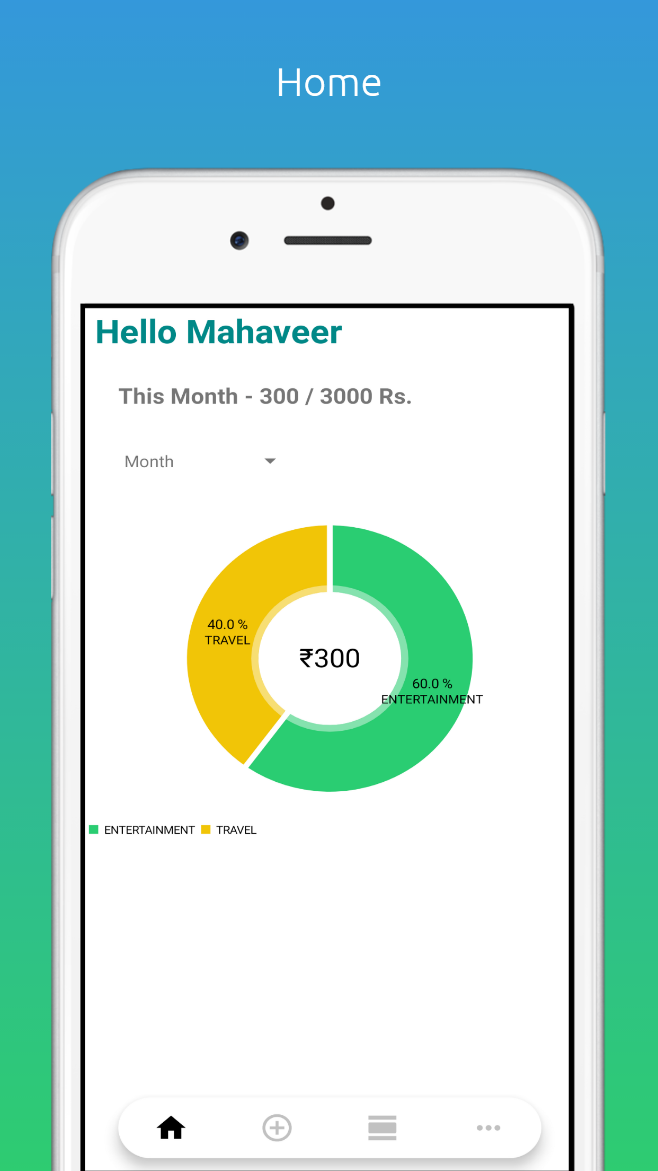 Home
Hello Mahaveer
This Month - 300 / 3000 Rs.
Month
40.0 %
TRAVEL
₹300
60.0 %
ENTERTAINMENT
ENTERTAINMENT TRAVEL